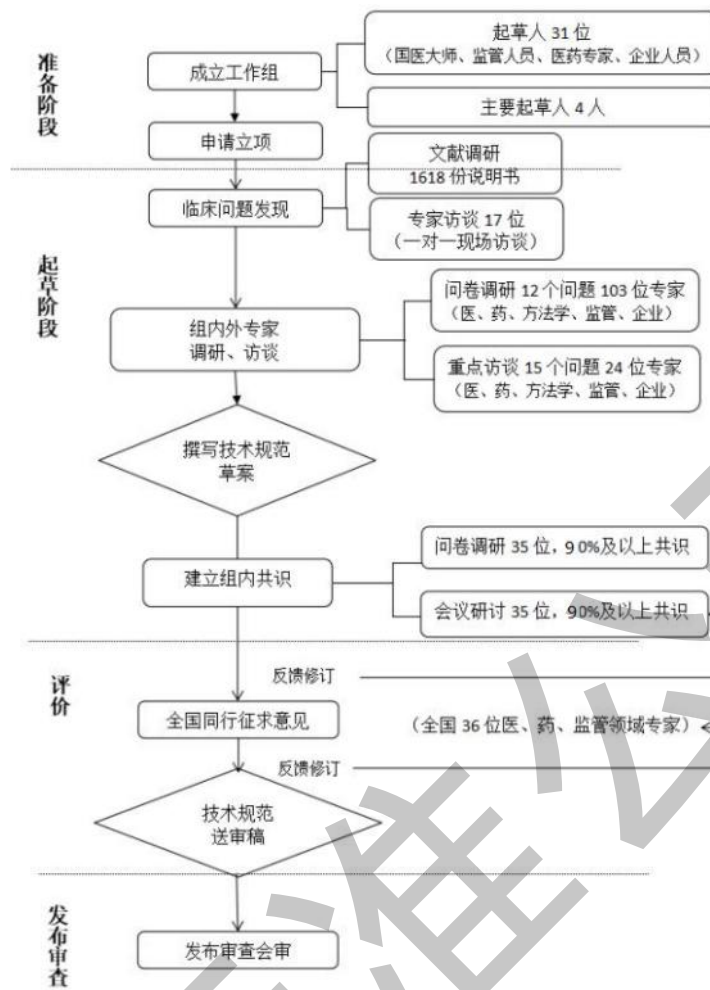 准备阶段
成立工作组
起草人 31 位
（国医大师、监管人员、医药专家、企业人员）
主要起草人 4 人
申请立项
文献调研
1618 份说明书
起草阶段
临床问题发现
专家访谈 17 位
（一对一现场访谈）
组内外专家
调研、访谈
问卷调研 12 个问题 103 位专家
（医、药、方法学、监管、企业）
重点访谈 15 个问题 24 位专家
（医、药、方法学、监管、企业）
撰写技术规范
草案
建立组内共识
问卷调研 35 位，90%及以上共识
会议研讨 35 位，90%及以上共识
评价
反馈修订
全国同行征求意见
（全国 36 位医、药、监管领域专家）
反馈修订
技术规范
送审稿
发布审查
发布审查会审
准公